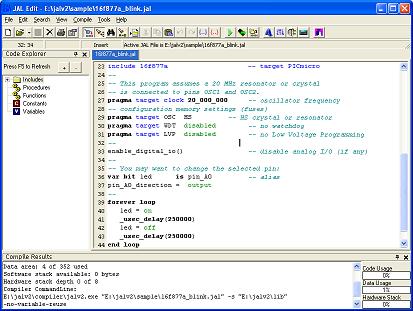 JAL Edit - E:\jalv2\sample\16f877a_blink.jal
File Edit Search View Compile Tools Help
32: 34 Insert Active JAL File is E:\jalv2\sample\16f877a_blink.jal
Code Explorer
16f877a_blink.jal
Press F5 to Refresh + -
Includes
Procedures
Functions
Constants
Variables
23 include 16f877a -- target PICmicro
24 --
25 -- This program assumes a 20 MHz resonator or crystal
26 -- is connected to pins OSC1 and OSC2.
27 pragma target clock 20_000_000 -- oscillator frequency
28 -- configuration memory settings (fuses)
29 pragma target OSC HS -- HS crystal or resonator
30 pragma target WDT disabled -- no watchdog
31 pragma target LVP disabled -- no Low Voltage Programming
32 --
33 enable_digital_io() -- disable analog I/O (if any)
34 --
35 -- You may want to change the selected pin:
36 var bit led is pin_A0 -- alias
37 pin_A0_direction = output
38 --
39 forever loop
40 led = on
41 _usec_delay(250000)
42 led = off
43 _usec_delay(250000)
44 end loop
Compile Results
Data area: 4 of 352 used
Software stack available: 0 bytes
Hardware stack depth 0 of 8
Compiler CommandLine:
E:\jalv2\compiler\jalv2.exe "E:\jalv2\sample\16f877a_blink.jal" -s "E:\jalv2\lib"
-no-variable-reuse
Code Usage
0%
Data Usage
1%
Hardware Stack
0%